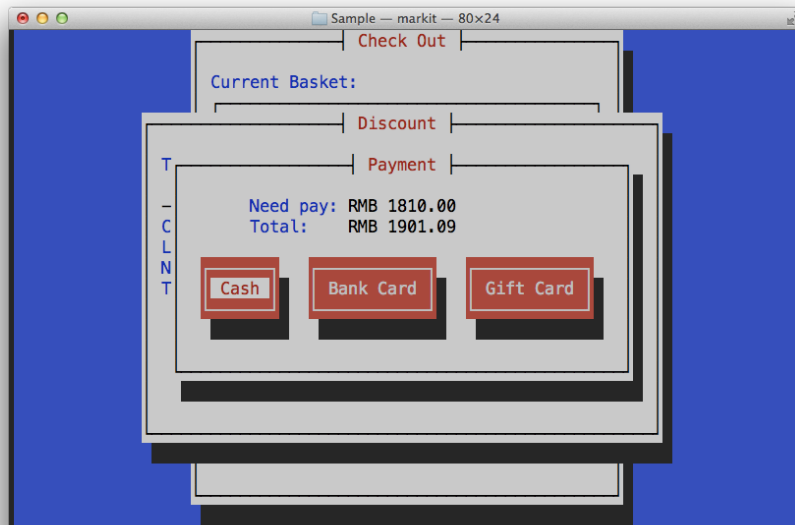 Sample — markit — 80×24
Check Out
Current Basket:
Discount
T
Payment
Need pay: RMB 1810.00
C
Total: RMB 1901.09
L
N
T
Cash
Bank Card
Gift Card